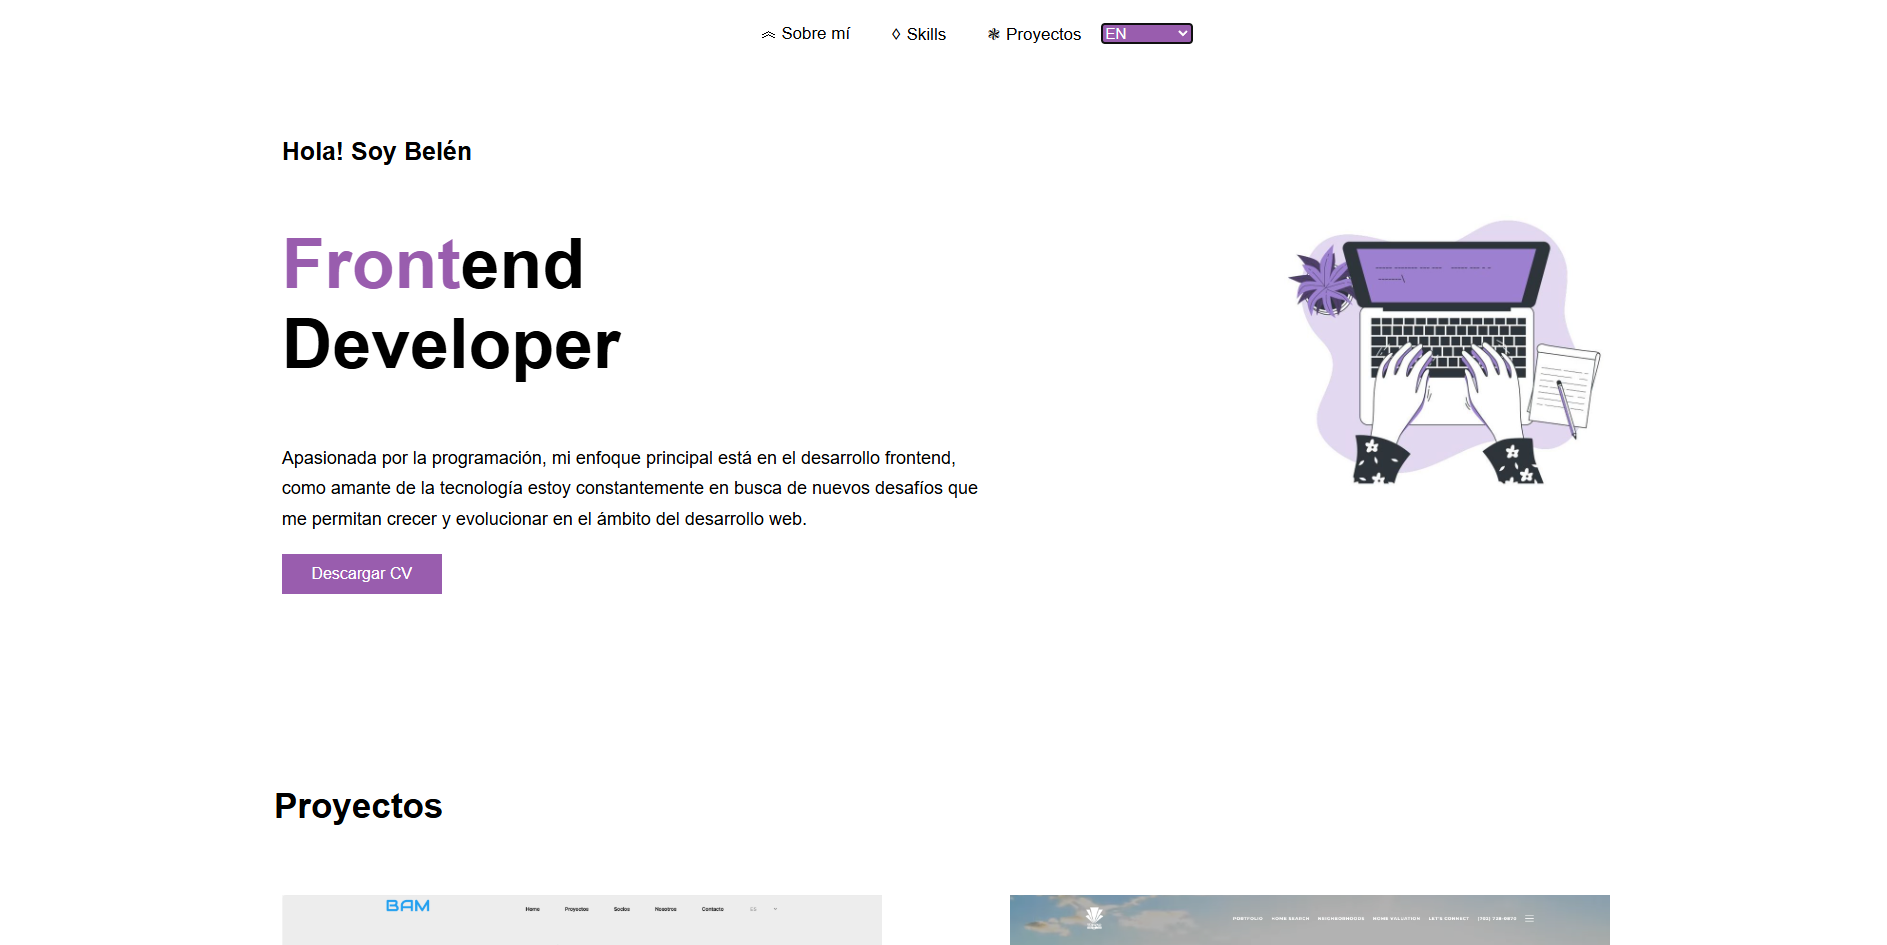 Sobre mí
Skills
Proyectos
EN
Hola! Soy Belén
Frontend
Developer
Apasionada por la programación, mi enfoque principal está en el desarrollo frontend,
como amante de la tecnología estoy constantemente en busca de nuevos desafíos que
me permitan crecer y evolucionar en el ámbito del desarrollo web.
Descargar CV
Proyectos
BAM
Home
Proyectos
Socios
Nosotros
Contacto
ES
PORTFOLIO
HOME SEARCH
NEIGHBORHOODS
HOME VALUATION
LET'S CONNECT